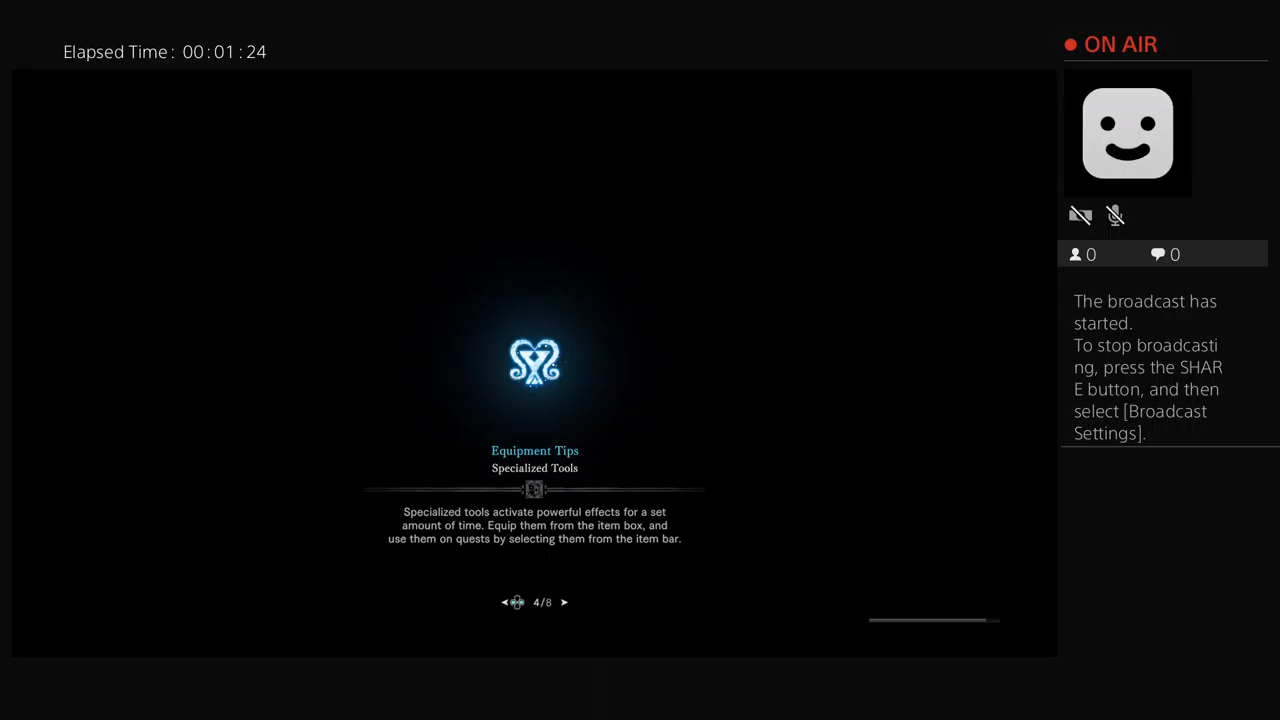 Elapsed Time: 00:01:24
ON AIR
0 0
The broadcast has
started.
To stop broadcasti
ng, press the SHAR
E button, and then
select [Broadcast
Settings].
Equipment Tips
Specialized Tools
Specialized tools activate powerful effects for a set
amount of time. Equip them from the item box, and
use them on quests by selecting them from the item bar.
4/8